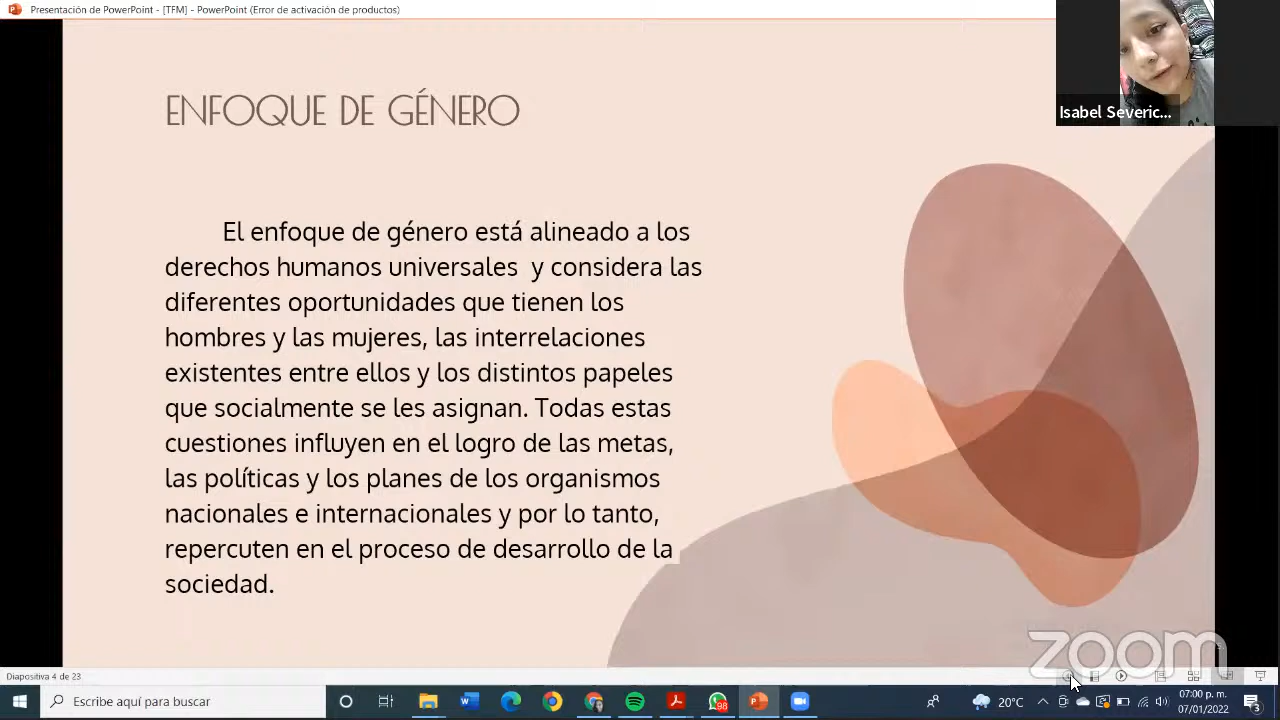 Presentación de PowerPoint - [TFM] - PowerPoint (Error de activación de productos)
Isabel Severic...
ENFOQUE DE GÉNERO
El enfoque de género está alineado a los
derechos humanos universales y considera las
diferentes oportunidades que tienen los
hombres y las mujeres, las interrelaciones
existentes entre ellos y los distintos papeles
que socialmente se les asignan. Todas estas
cuestiones influyen en el logro de las metas,
las políticas y los planes de los organismos
nacionales e internacionales y por lo tanto,
repercuten en el proceso de desarrollo de la
sociedad.
zoom
Diapositiva 4 de 23
Escribe aquí para buscar
98
20°C
07:00 p. m.
07/01/2022
3